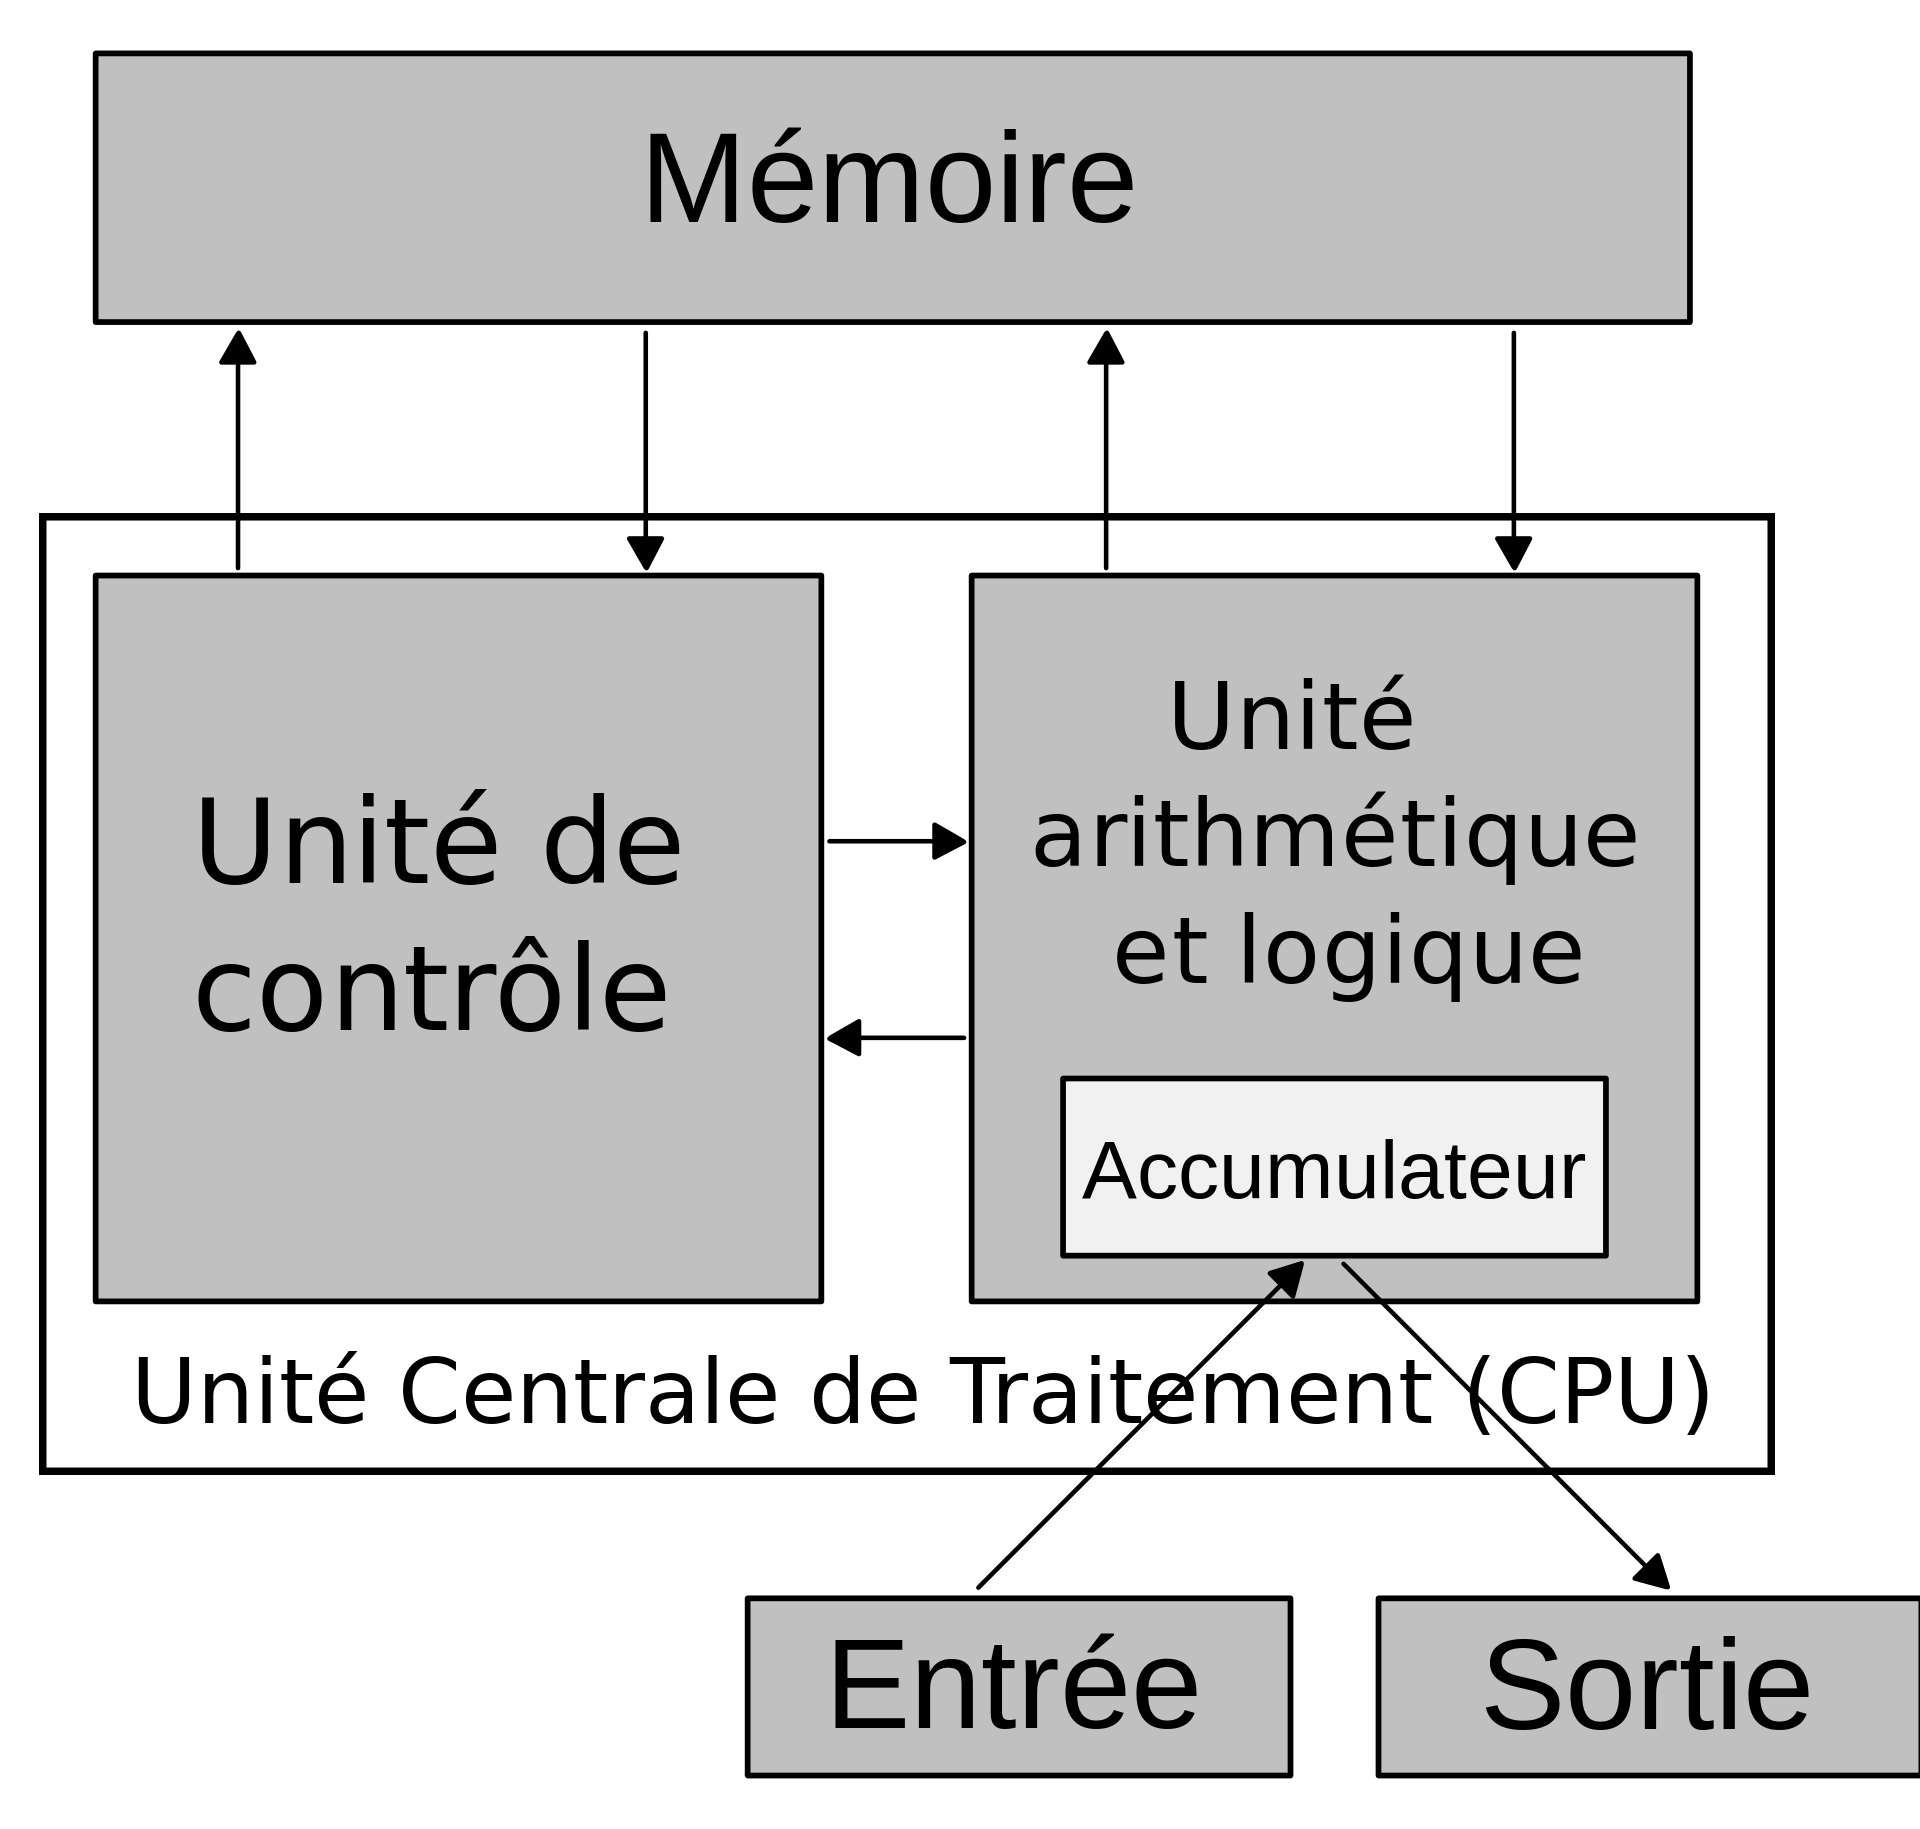 Mémoire
Unité de
contrôle
Unité
arithmétique
et logique
Accumulateur
Unité Centrale de Traitement (CPU)
Entrée
Sortie